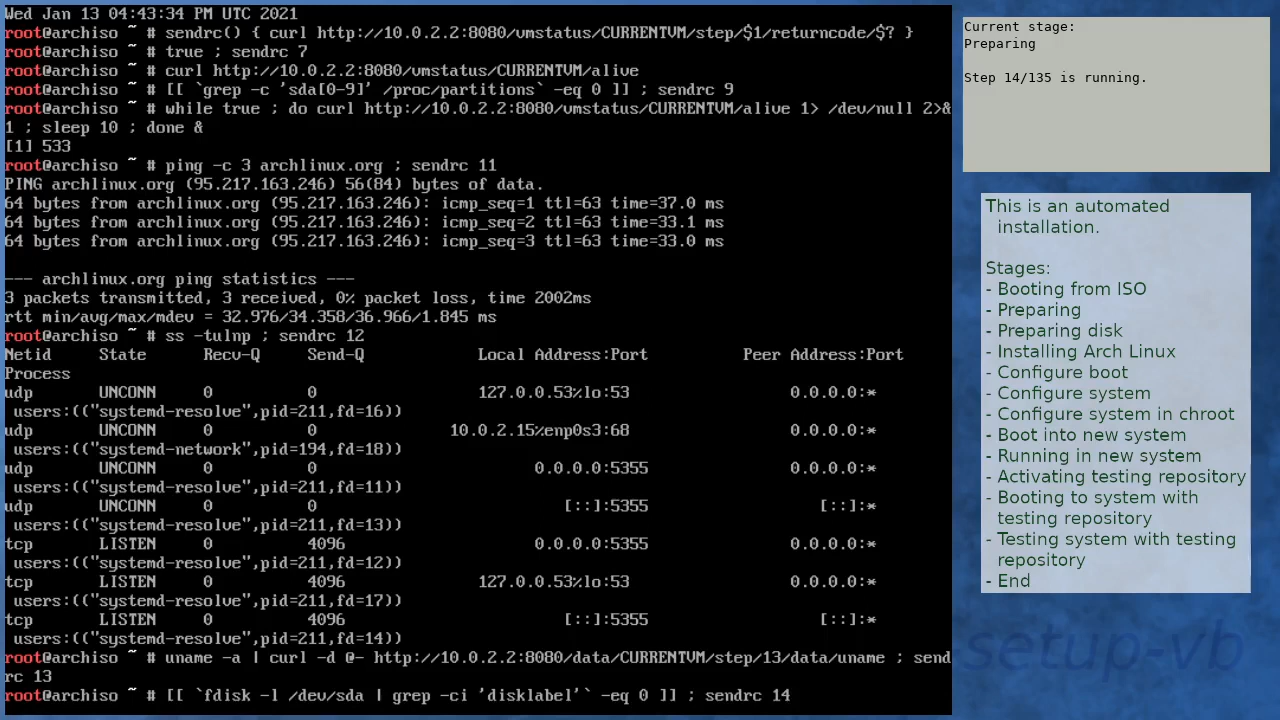 Wed Jan 13 04:43:34 PM UTC 2021
root@archiso ~ # sendrc() { curl http://10.0.2.2:8080/vmstatus/CURRENTVM/step/$1/returncode/$? }
root@archiso ~ # true ; sendrc 7
root@archiso ~ # curl http://10.0.2.2:8080/vmstatus/CURRENTVM/alive
root@archiso ~ # [[ `grep -c 'sda[0-9]' /proc/partitions` -eq 0 ]] ; sendrc 9
root@archiso ~ # while true ; do curl http://10.0.2.2:8080/vmstatus/CURRENTVM/alive 1> /dev/null 2>&
1 ; sleep 10 ; done &
[1] 533
root@archiso ~ # ping -c 3 archlinux.org ; sendrc 11
PING archlinux.org (95.217.163.246) 56(84) bytes of data.
64 bytes from archlinux.org (95.217.163.246): icmp_seq=1 ttl=63 time=37.0 ms
64 bytes from archlinux.org (95.217.163.246): icmp_seq=2 ttl=63 time=33.1 ms
64 bytes from archlinux.org (95.217.163.246): icmp_seq=3 ttl=63 time=33.0 ms

--- archlinux.org ping statistics ---
3 packets transmitted, 3 received, 0% packet loss, time 2002ms
rtt min/avg/max/mdev = 32.976/34.358/36.966/1.845 ms
root@archiso ~ # ss -tulnp ; sendrc 12
Netid State Recv-Q Send-Q Local Address:Port Peer Address:Port
Process
udp UNCONN 0 0 127.0.0.53%lo:53 0.0.0.0:*
users:(("systemd-resolve",pid=211,fd=16))
udp UNCONN 0 0 10.0.2.15%enp0s3:68 0.0.0.0:*
users:(("systemd-network",pid=194,fd=18))
udp UNCONN 0 0 0.0.0.0:5355 0.0.0.0:*
users:(("systemd-resolve",pid=211,fd=11))
udp UNCONN 0 0 [::]:5355 [::]:*
users:(("systemd-resolve",pid=211,fd=13))
tcp LISTEN 0 4096 0.0.0.0:5355 0.0.0.0:*
users:(("systemd-resolve",pid=211,fd=12))
tcp LISTEN 0 4096 127.0.0.53%lo:53 0.0.0.0:*
users:(("systemd-resolve",pid=211,fd=17))
tcp LISTEN 0 4096 [::]:5355 [::]:*
users:(("systemd-resolve",pid=211,fd=14))
root@archiso ~ # uname -a | curl -d @- http://10.0.2.2:8080/data/CURRENTVM/step/13/data/uname ; send
rc 13
root@archiso ~ # [[ `fdisk -l /dev/sda | grep -ci 'disklabel'` -eq 0 ]] ; sendrc 14
Current stage:
Preparing

Step 14/135 is running.
This is an automated
installation.

Stages:
- Booting from ISO
- Preparing
- Preparing disk
- Installing Arch Linux
- Configure boot
- Configure system
- Configure system in chroot
- Boot into new system
- Running in new system
- Activating testing repository
- Booting to system with
testing repository
- Testing system with testing
repository
- End
setup-vb